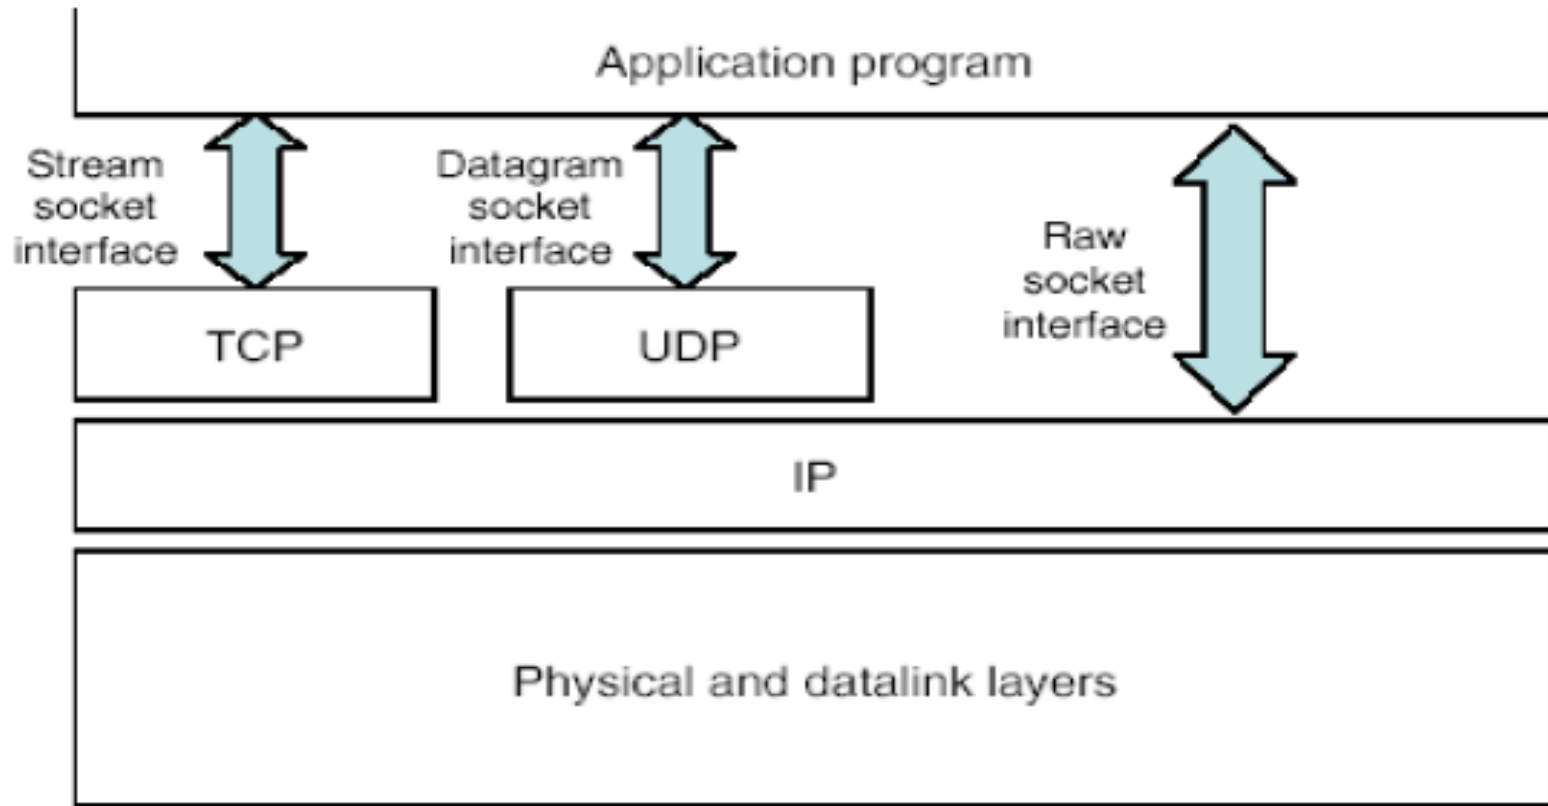 Application program
Stream
socket
interface
Datagram
socket
interface
Raw
socket
interface
TCP
UDP
IP
Physical and datalink layers